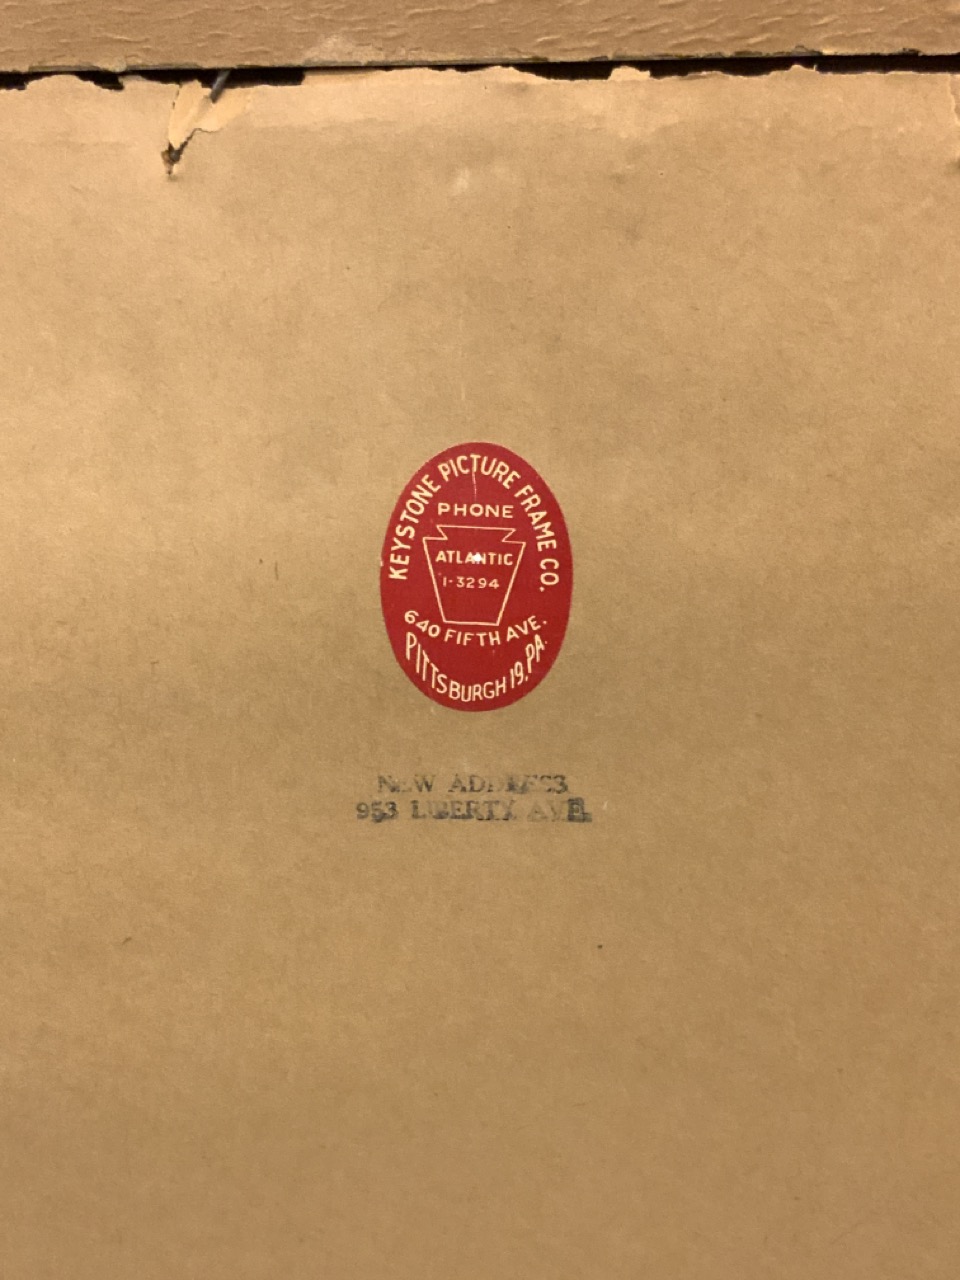 KEYSTONE PICTURE FRAME CO.
PHONE
ATLANTIC
1-3294
640 FIFTH AVE.
PITTSBURGH 19, PA.
NEW ADDRESS
953 LIBERTY AVE.